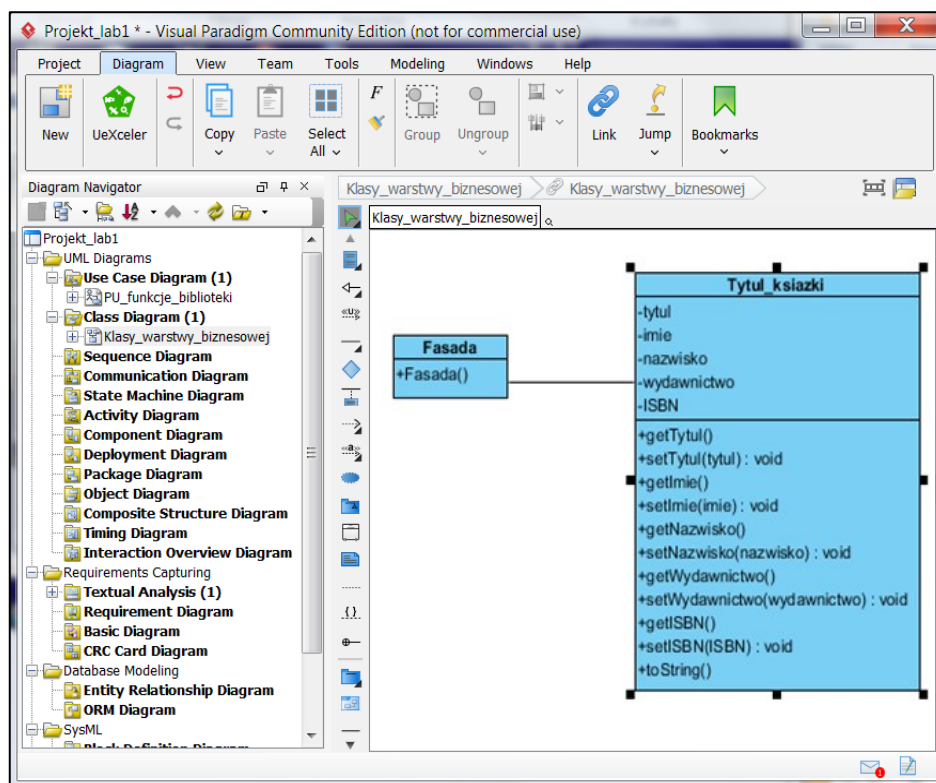 Projekt_lab1 * - Visual Paradigm Community Edition (not for commercial use)
Project Diagram View Team Tools Modeling Windows Help
New UeXceler Copy Paste Select All F Group Ungroup Link Jump Bookmarks
Diagram Navigator
Klasy_warstwy_biznesowej Klasy_warstwy_biznesowej
Klasy_warstwy_biznesowej
Projekt_lab1
UML Diagrams
Use Case Diagram (1)
PU_funkcje_biblioteki
Class Diagram (1)
Klasy_warstwy_biznesowej
Sequence Diagram
Communication Diagram
State Machine Diagram
Activity Diagram
Component Diagram
Deployment Diagram
Package Diagram
Object Diagram
Composite Structure Diagram
Timing Diagram
Interaction Overview Diagram
Requirements Capturing
Textual Analysis (1)
Requirement Diagram
Basic Diagram
CRC Card Diagram
Database Modeling
Entity Relationship Diagram
ORM Diagram
SysML
Fasada
+Fasada()
Tytul_ksiazki
-tytul
-imie
-nazwisko
-wydawnictwo
-ISBN
+getTytul()
+setTytul(tytul) : void
+getImie()
+setImie(imie) : void
+getNazwisko()
+setNazwisko(nazwisko) : void
+getWydawnictwo()
+setWydawnictwo(wydawnictwo) : void
+getISBN()
+setISBN(ISBN) : void
+toString()